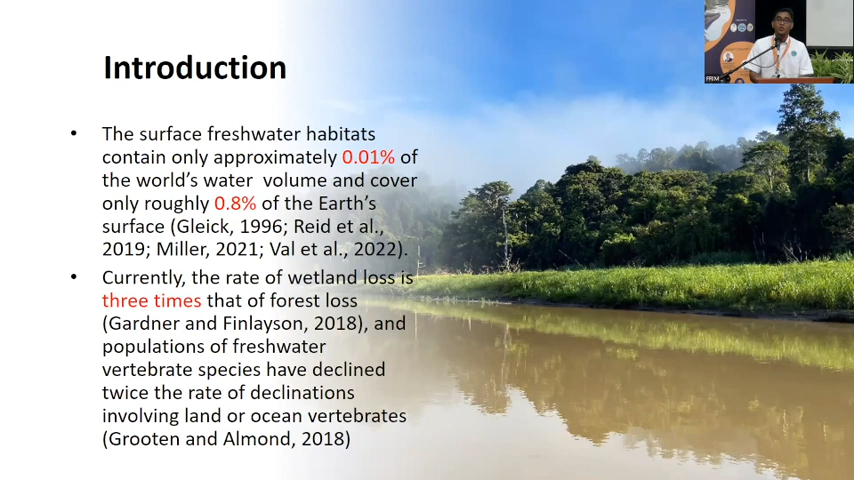 Introduction
• The surface freshwater habitats
contain only approximately 0.01% of
the world's water  volume and cover
only roughly 0.8% of the Earth's
surface (Gleick, 1996; Reid et al.,
2019; Miller, 2021; Val et al., 2022).
• Currently, the rate of wetland loss is
three times that of forest loss
(Gardner and Finlayson, 2018), and
populations of freshwater
vertebrate species have declined
twice the rate of declinations
involving land or ocean vertebrates
(Grooten and Almond, 2018)
FRIM